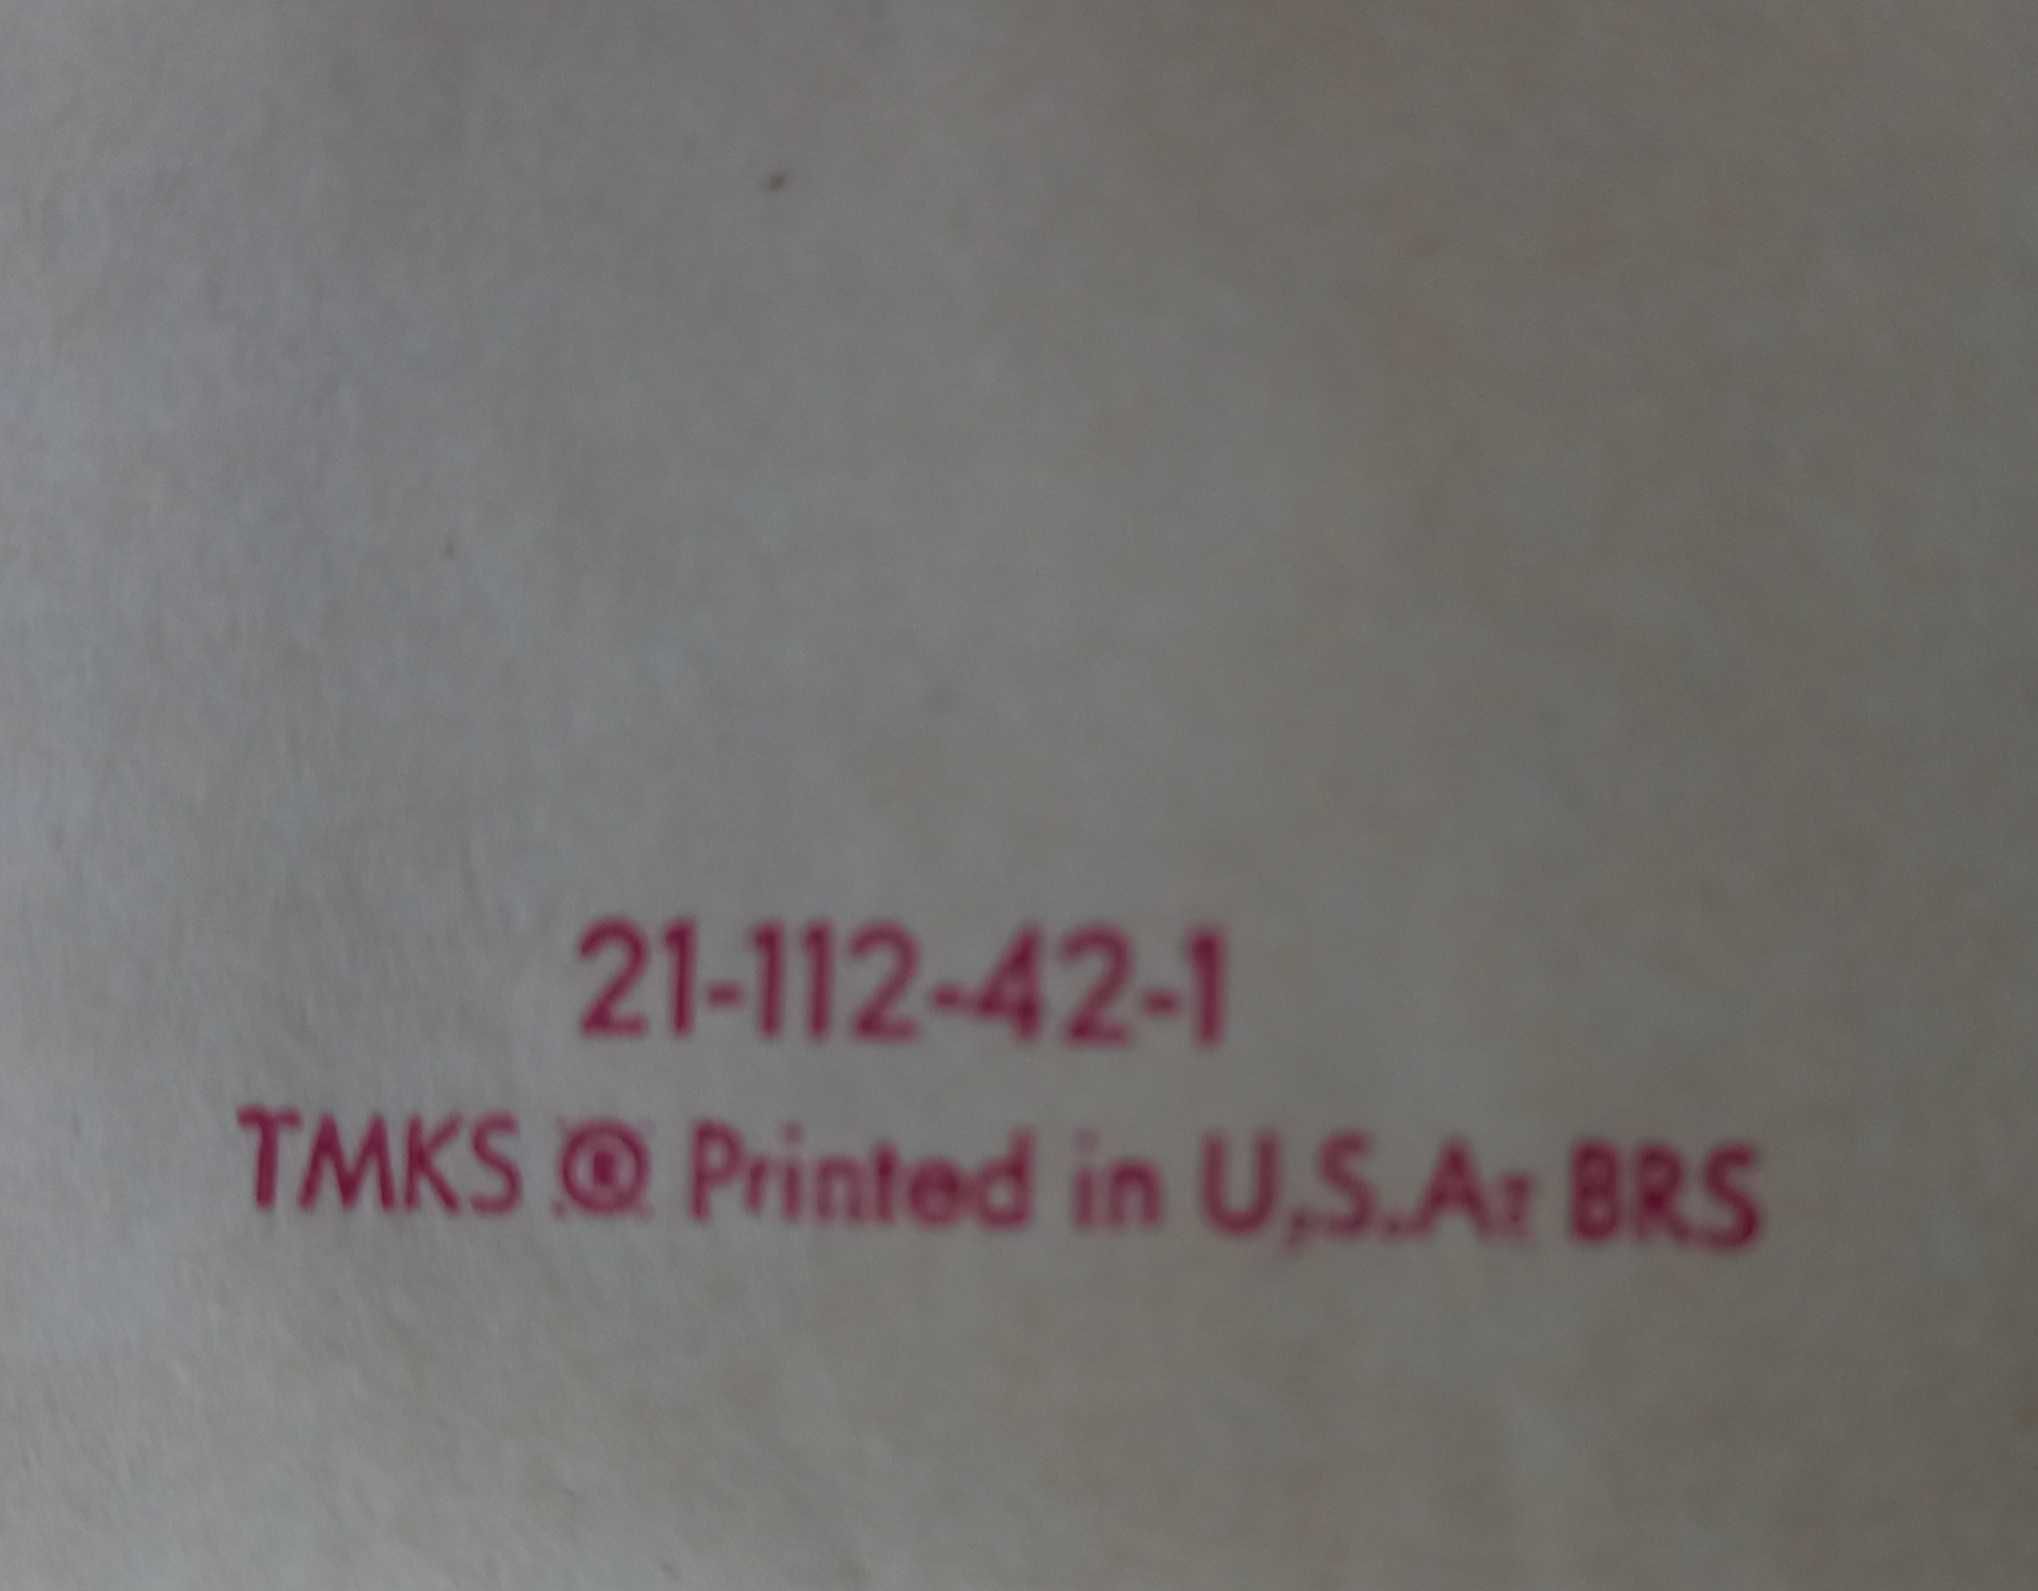 21-112-42-1
TMKS ® Printed in U.S.A. BRS